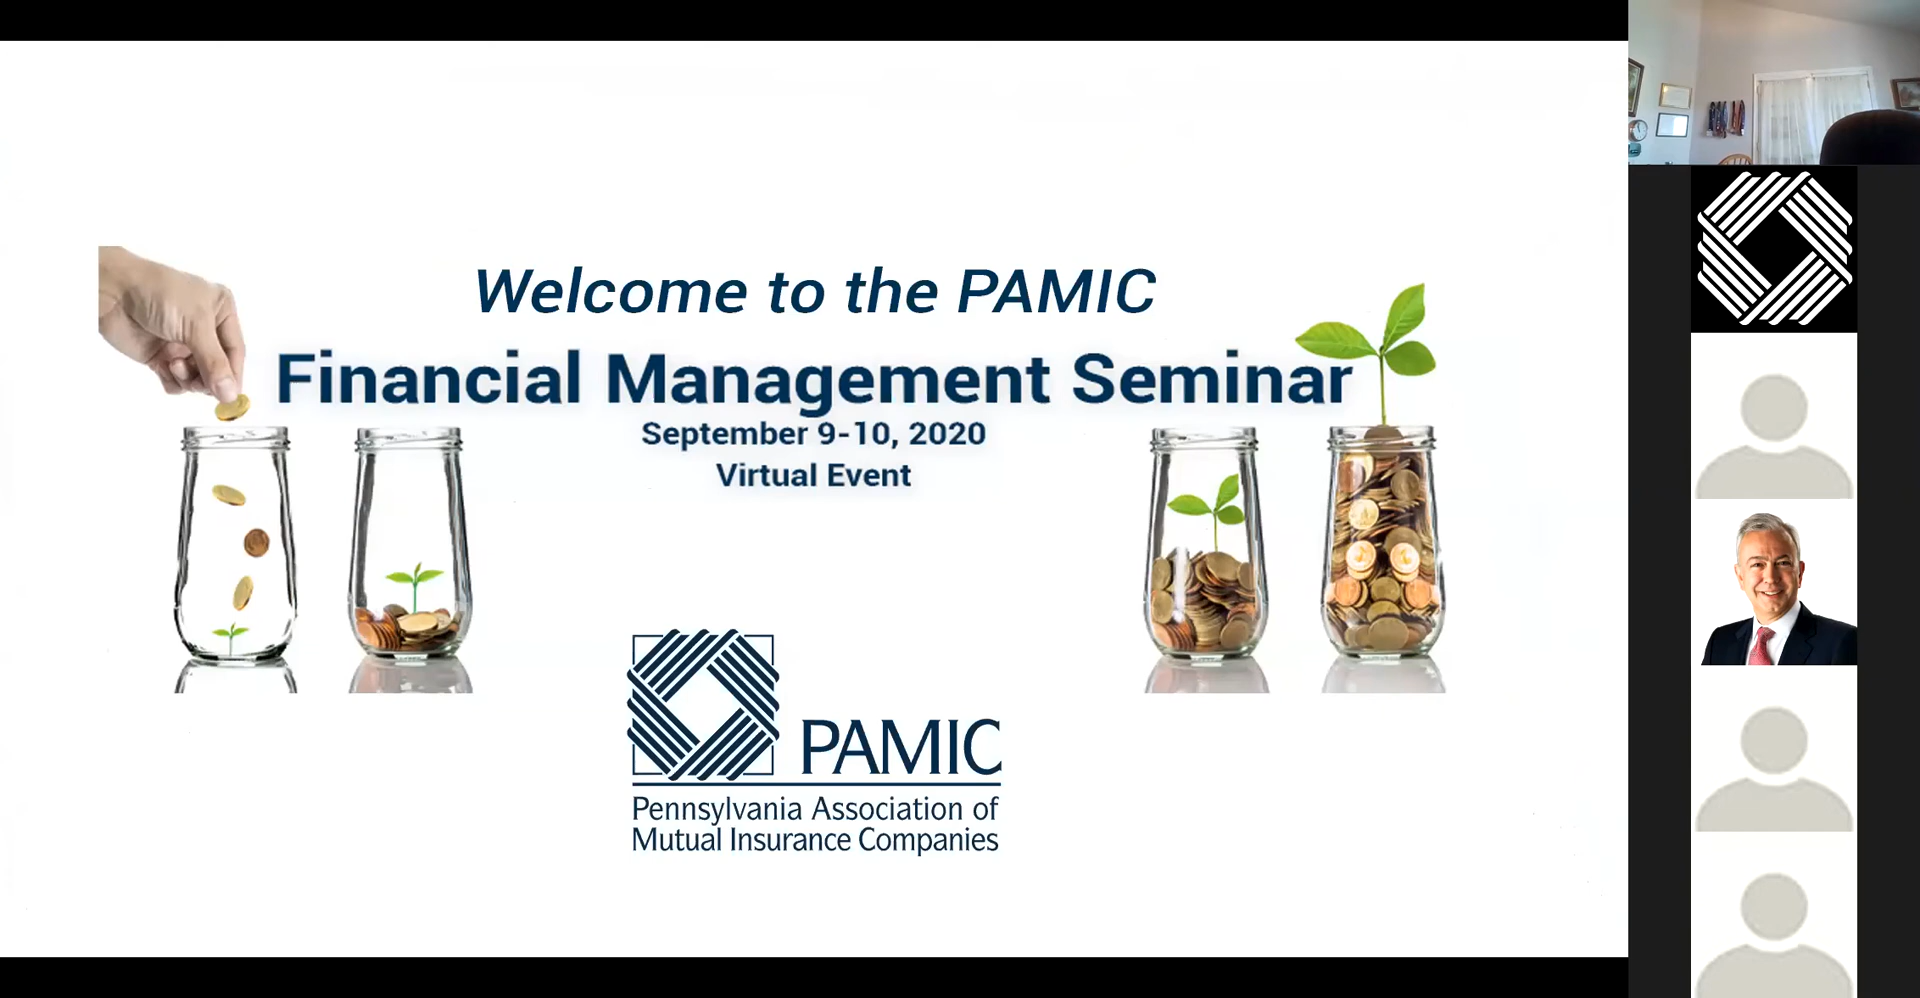 Welcome to the PAMIC
Financial Management Seminar
September 9-10, 2020
Virtual Event
PAMIC
Pennsylvania Association of
Mutual Insurance Companies